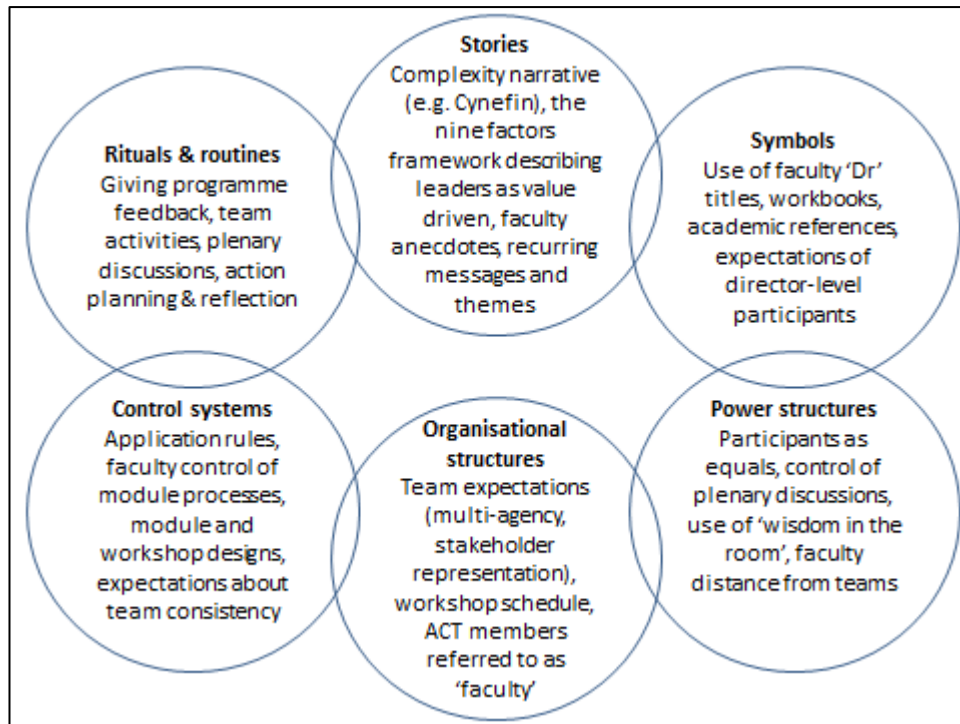 Stories
Complexity narrative
(e.g. Cynefin), the
nine factors
framework describing
leaders as value
driven, faculty
anecdotes, recurring
messages and
themes
Rituals & routines
Giving programme
feedback, team
activities, plenary
discussions, action
planning & reflection
Symbols
Use of faculty ‘Dr’
titles, workbooks,
academic references,
expectations of
director-level
participants
Control systems
Application rules,
faculty control of
module processes,
module and
workshop designs,
expectations about
team consistency
Organisational
structures
Team expectations
(multi-agency,
stakeholder
representation),
workshop schedule,
ACT members
referred to as
‘faculty’
Power structures
Participants as
equals, control of
plenary discussions,
use of ‘wisdom in the
room’, faculty
distance from teams